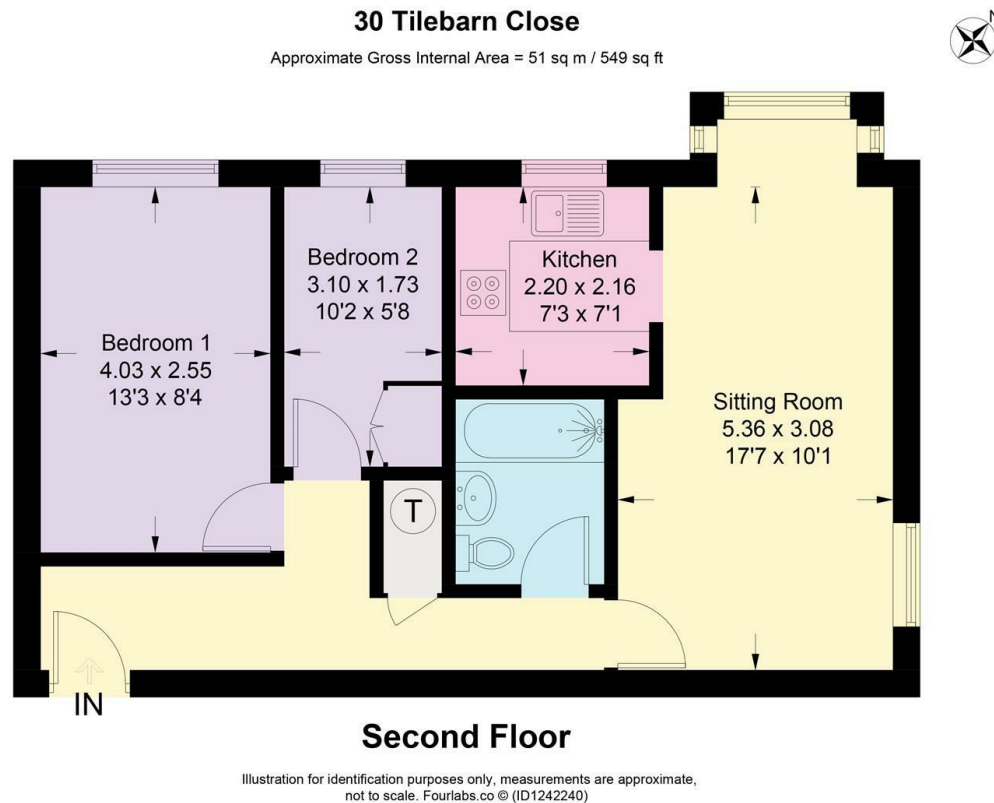 30 Tilebarn Close
Approximate Gross Internal Area = 51 sq m / 549 sq ft
N
Bedroom 1
4.03 x 2.55
13'3 x 8'4
Bedroom 2
3.10 x 1.73
10'2 x 5'8
Kitchen
2.20 x 2.16
7'3 x 7'1
Sitting Room
5.36 x 3.08
17'7 x 10'1
T
IN
Second Floor
Illustration for identification purposes only, measurements are approximate,
not to scale. Fourlabs.co © (ID1242240)